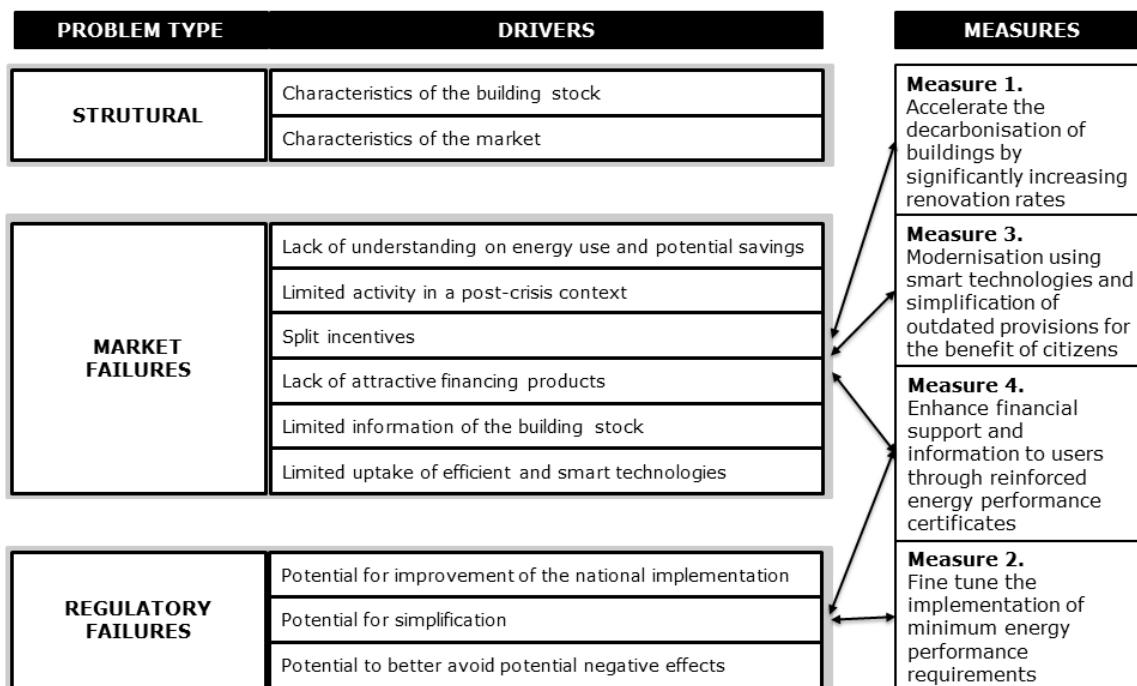 PROBLEM TYPE
DRIVERS
MEASURES
STRUTURAL
Characteristics of the building stock
Characteristics of the market
MARKET
FAILURES
Lack of understanding on energy use and potential savings
Limited activity in a post-crisis context
Split incentives
Lack of attractive financing products
Limited information of the building stock
Limited uptake of efficient and smart technologies
REGULATORY
FAILURES
Potential for improvement of the national implementation
Potential for simplification
Potential to better avoid potential negative effects
Measure 1.
Accelerate the
decarbonisation of
buildings by
significantly increasing
renovation rates
Measure 3.
Modernisation using
smart technologies and
simplification of
outdated provisions for
the benefit of citizens
Measure 4.
Enhance financial
support and
information to users
through reinforced
energy performance
certificates
Measure 2.
Fine tune the
implementation of
minimum energy
performance
requirements